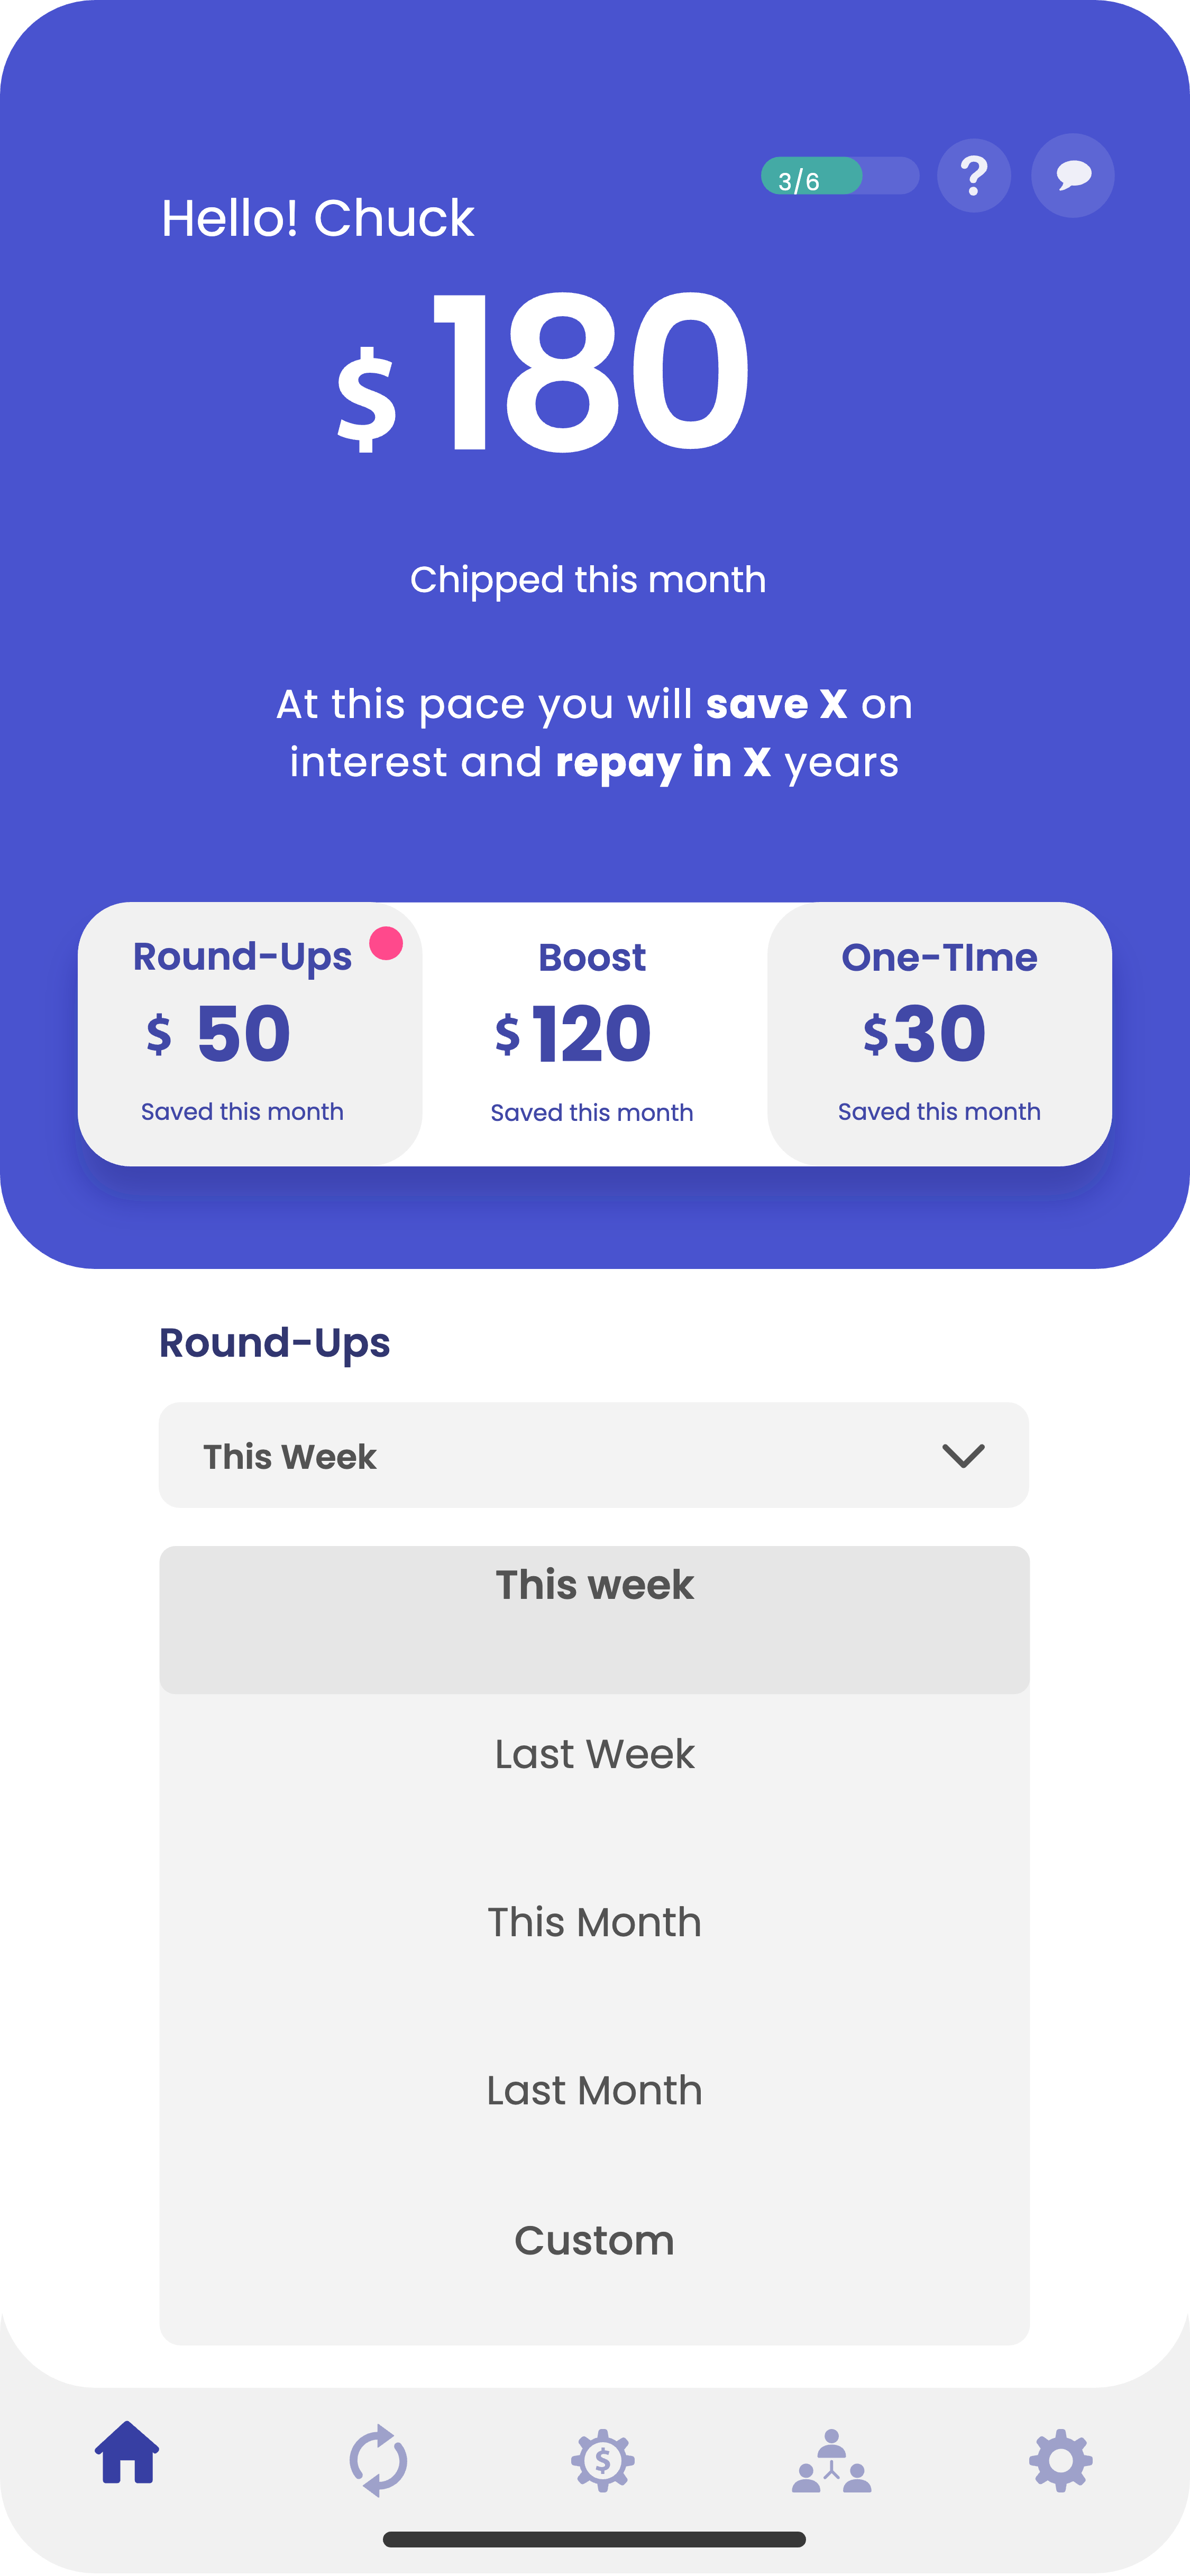 3/6
?
Hello! Chuck
$ 180
Chipped this month
At this pace you will save X on
interest and repay in X years
Round-Ups
$ 50
Saved this month
Boost
$ 120
Saved this month
One-TIme
$30
Saved this month
Round-Ups
This Week
This week
Last Week
This Month
Last Month
Custom
$